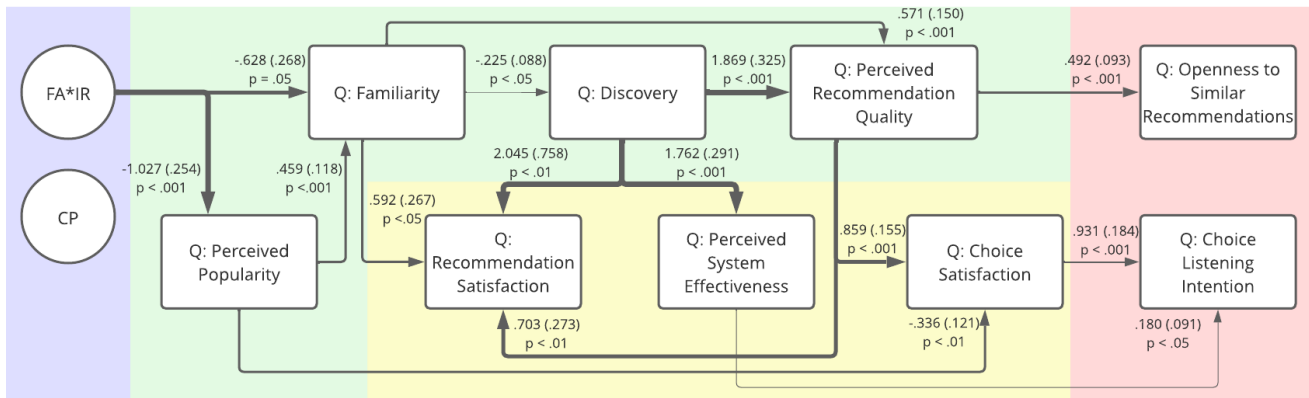 FA*IR
CP
-.628 (.268)
p = .05
-1.027 (.254)
p < .001
Q: Familiarity
-.225 (.088)
p < .05
Q: Discovery
1.869 (.325)
p < .001
.571 (.150)
p < .001
Q: Perceived
Recommendation
Quality
.492 (.093)
p < .001
Q: Openness to
Similar
Recommendations
.459 (.118)
p <.001
2.045 (.758)
p < .01
1.762 (.291)
p < .001
.592 (.267)
p <.05
Q: Perceived
Popularity
Q:
Recommendation
Satisfaction
Q: Perceived
System
Effectiveness
.859 (.155)
p < .001
Q: Choice
Satisfaction
.931 (.184)
p < .001
Q: Choice
Listening
Intention
.703 (.273)
p < .01
-.336 (.121)
p < .01
.180 (.091)
p < .05